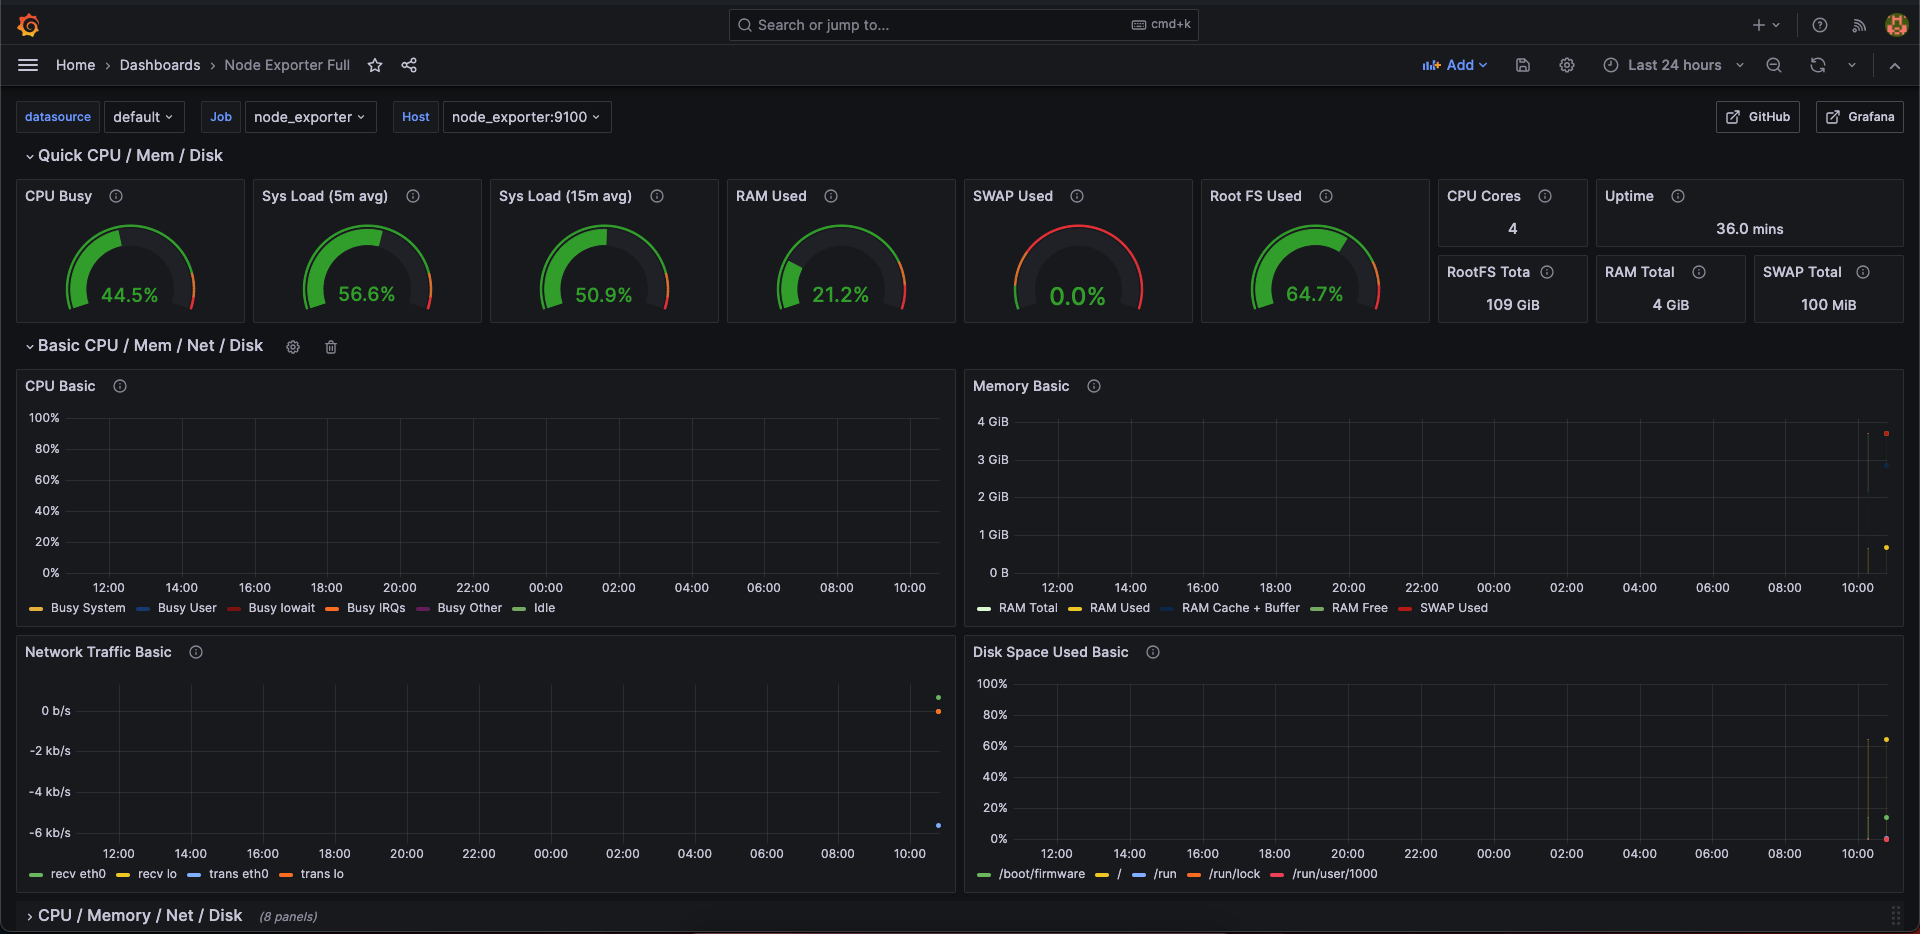 Search or jump to... cmd+k
Home › Dashboards › Node Exporter Full Add Last 24 hours
datasource default Job node_exporter Host node_exporter:9100 GitHub Grafana
Quick CPU / Mem / Disk
CPU Busy
44.5%
Sys Load (5m avg)
56.6%
Sys Load (15m avg)
50.9%
RAM Used
21.2%
SWAP Used
0.0%
Root FS Used
64.7%
CPU Cores
4
Uptime
36.0 mins
RootFS Tota
109 GiB
RAM Total
4 GiB
SWAP Total
100 MiB
Basic CPU / Mem / Net / Disk
CPU Basic
100%
80%
60%
40%
20%
0%
12:00 14:00 16:00 18:00 20:00 22:00 00:00 02:00 04:00 06:00 08:00 10:00
Busy System Busy User Busy Iowait Busy IRQs Busy Other Idle
Memory Basic
4 GiB
3 GiB
2 GiB
1 GiB
0 B
12:00 14:00 16:00 18:00 20:00 22:00 00:00 02:00 04:00 06:00 08:00 10:00
RAM Total RAM Used RAM Cache + Buffer RAM Free SWAP Used
Network Traffic Basic
0 b/s
-2 kb/s
-4 kb/s
-6 kb/s
12:00 14:00 16:00 18:00 20:00 22:00 00:00 02:00 04:00 06:00 08:00 10:00
recv eth0 recv lo trans eth0 trans lo
Disk Space Used Basic
100%
80%
60%
40%
20%
0%
12:00 14:00 16:00 18:00 20:00 22:00 00:00 02:00 04:00 06:00 08:00 10:00
/boot/firmware / /run /run/lock /run/user/1000
CPU / Memory / Net / Disk (8 panels)